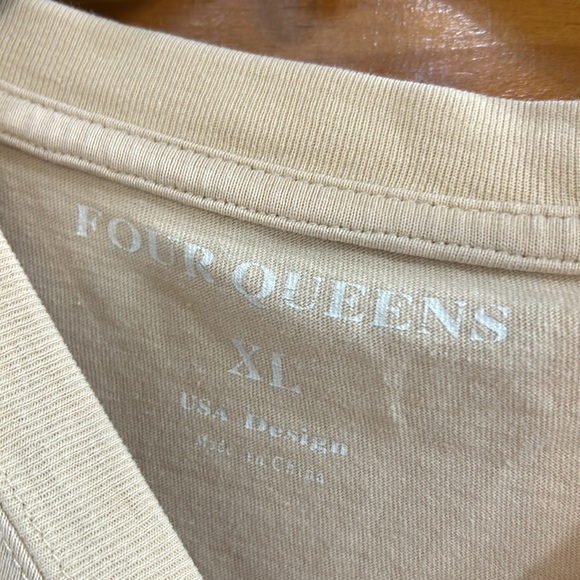 FOUR QUEENS
XL
USA Design
Made in China